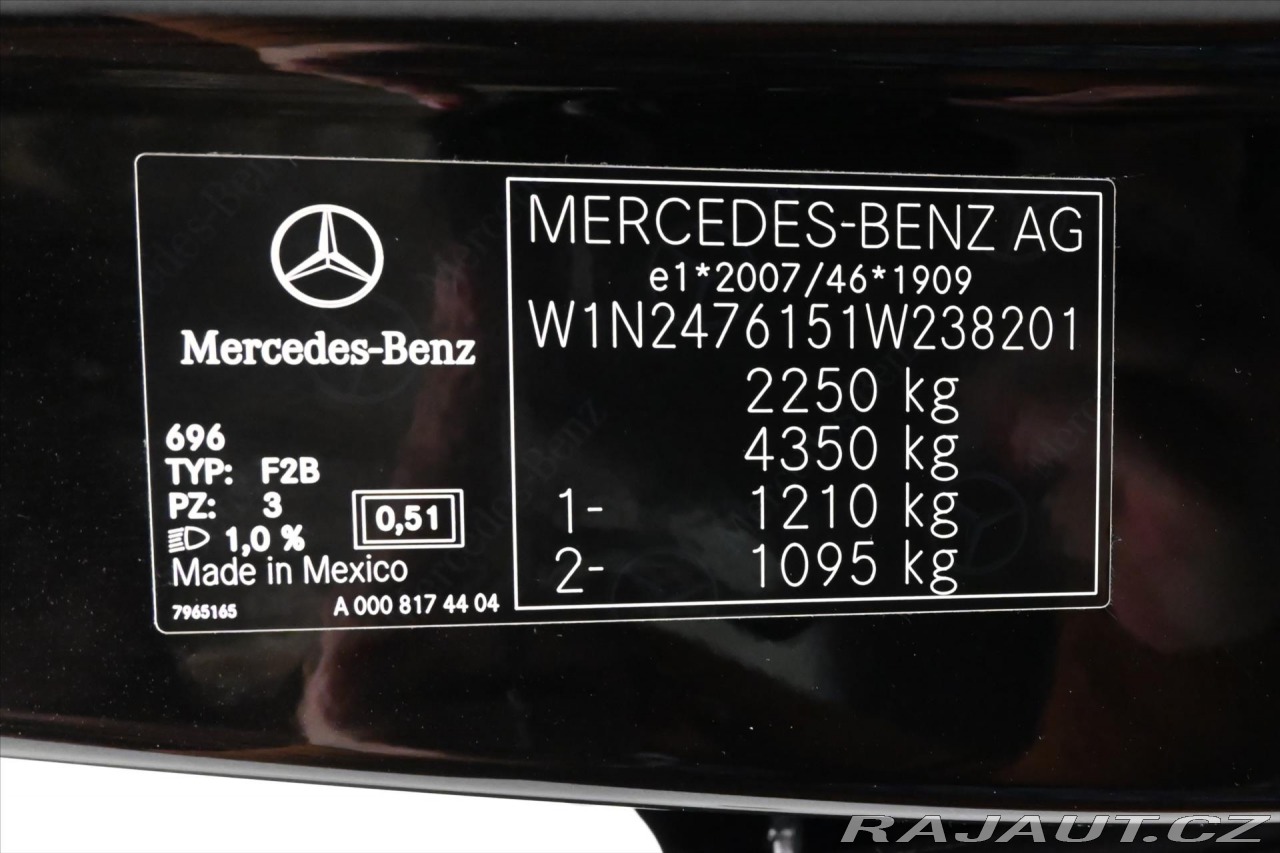 Mercedes-Benz
696
TYP: F2B
PZ: 3
1,0 %
0,51
Made in Mexico
7965165 A 000 817 44 04
MERCEDES-BENZ AG
e1*2007/46*1909
W1N2476151W238201
2250 kg
4350 kg
1- 1210 kg
2- 1095 kg
RAJAUT.CZ